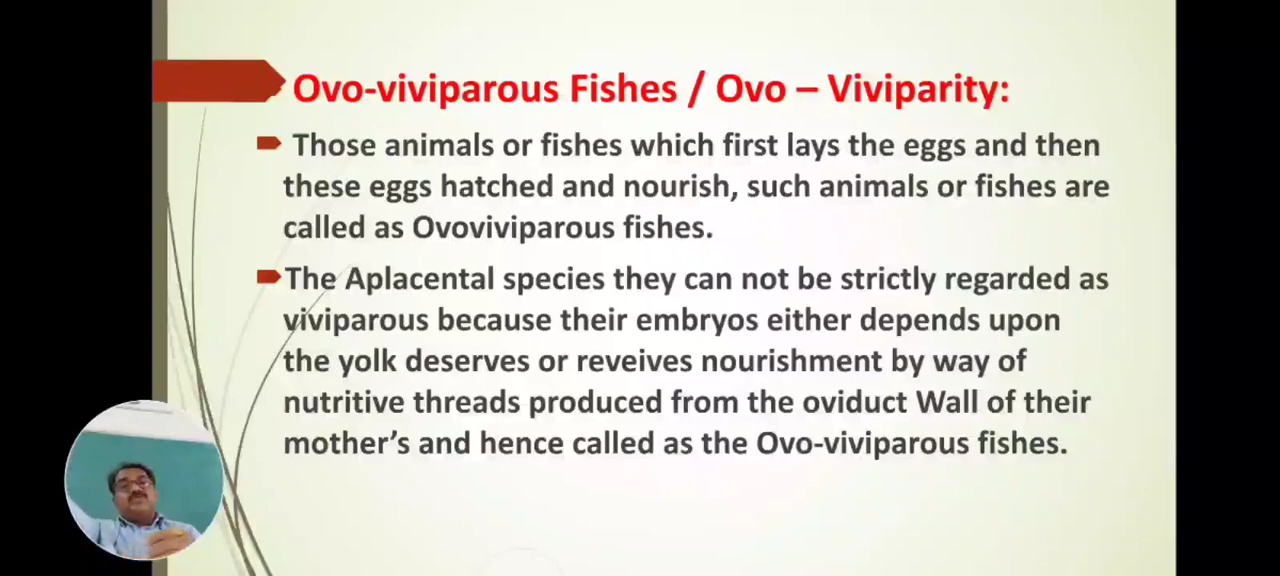 Ovo-viviparous Fishes / Ovo – Viviparity:
Those animals or fishes which first lays the eggs and then
these eggs hatched and nourish, such animals or fishes are
called as Ovoviviparous fishes.
The Aplacental species they can not be strictly regarded as
viviparous because their embryos either depends upon
the yolk deserves or reveives nourishment by way of
nutritive threads produced from the oviduct Wall of their
mother’s and hence called as the Ovo-viviparous fishes.